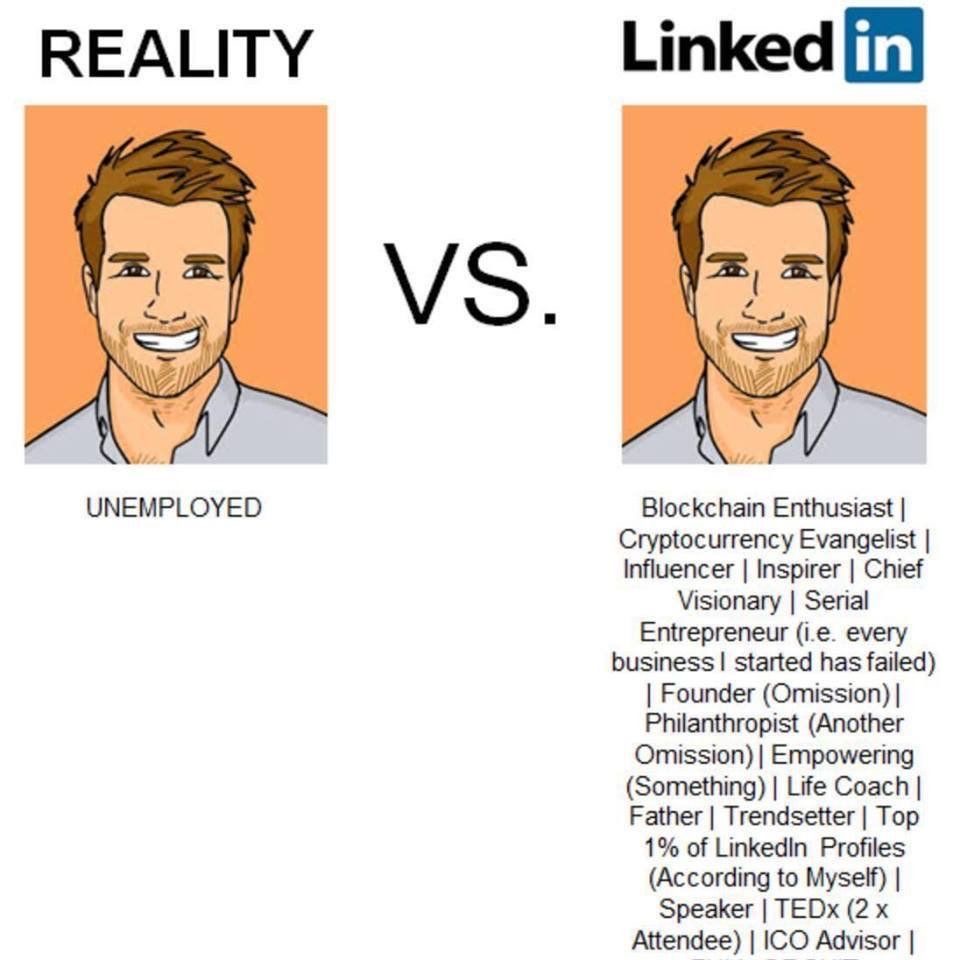 REALITY
Linked in
VS.
UNEMPLOYED
Blockchain Enthusiast |
Cryptocurrency Evangelist |
Influencer | Inspirer | Chief
Visionary | Serial
Entrepreneur (i.e. every
business I started has failed)
| Founder (Omission) |
Philanthropist (Another
Omission) | Empowering
(Something) | Life Coach |
Father | Trendsetter | Top
1% of LinkedIn Profiles
(According to Myself) |
Speaker | TEDx (2 x
Attendee) | ICO Advisor |